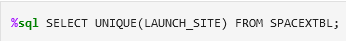 %sql SELECT UNIQUE(LAUNCH_SITE) FROM SPACEXTBL;